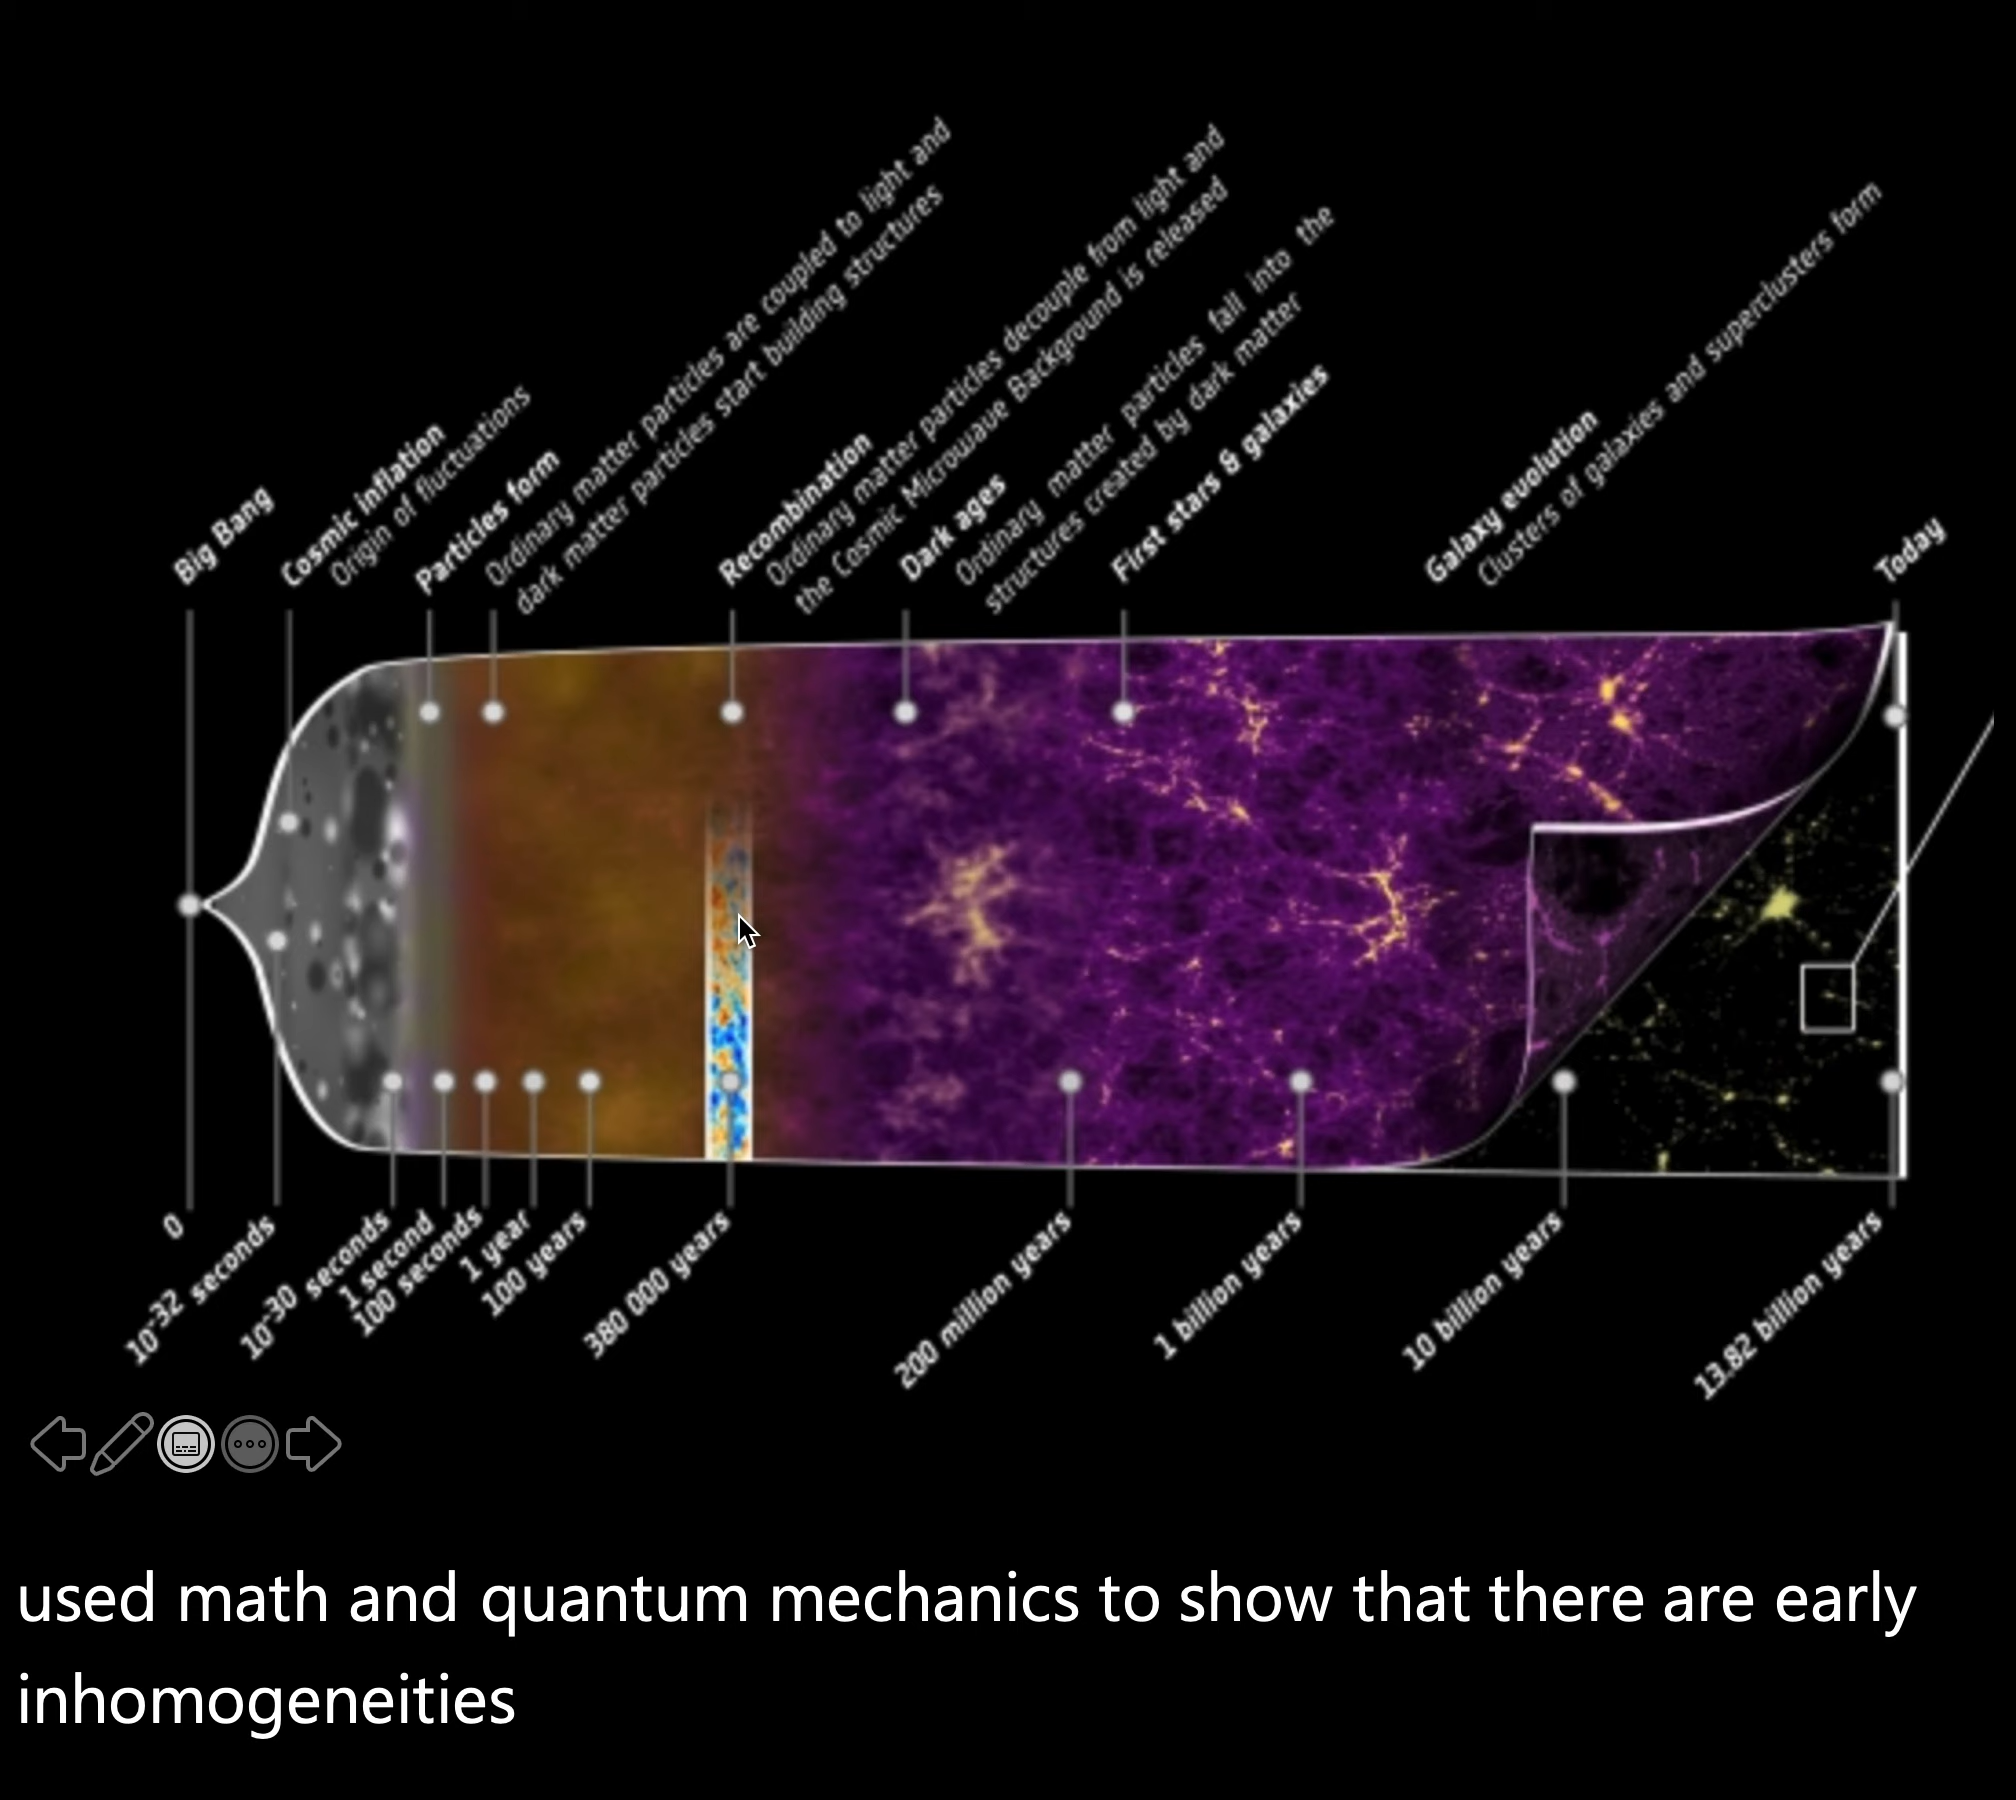 Big Bang
Cosmic inflation
Origin of fluctuations
Particles form
Ordinary matter particles are coupled to light and
dark matter particles start building structures
Recombination
Ordinary matter particles decouple from light and
the Cosmic Microwave Background is released
Dark ages
Ordinary matter particles fall into the
structures created by dark matter
First stars & galaxies
Galaxy evolution
Clusters of galaxies and superclusters form
Today
0
10-32 seconds
10-30 seconds
1 second
100 seconds
1 year
100 years
380 000 years
200 million years
1 billion years
10 billion years
13.82 billion years
used math and quantum mechanics to show that there are early
inhomogeneities